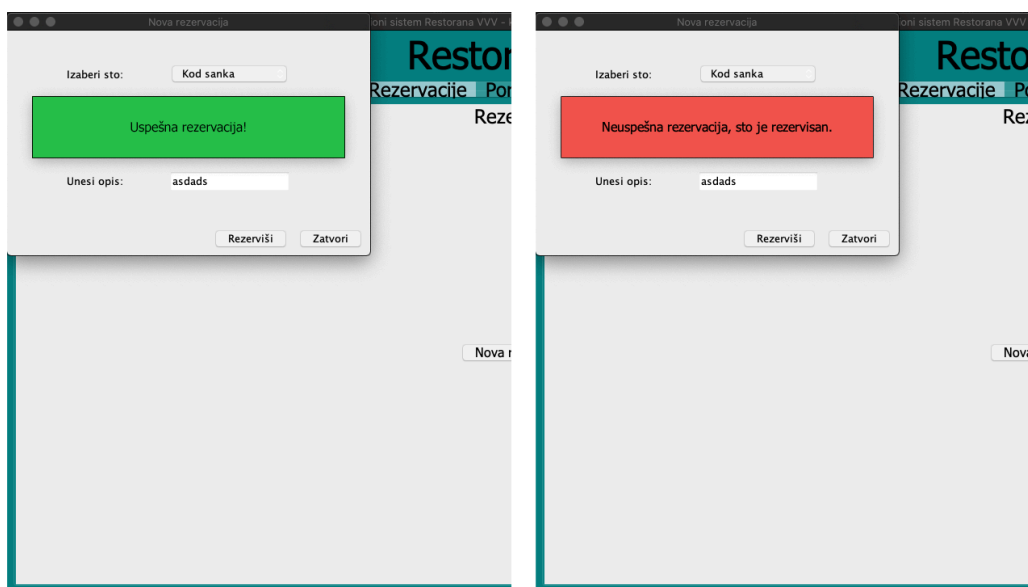 Nova rezervacija
oni sistem Restorana VVV - k
Restor
Izaberi sto: Kod sanka
Rezervacije Por
Uspešna rezervacija!
Reze
Unesi opis: asdads
Rezerviši Zatvori
Nova r
Nova rezervacija
oni sistem Restorana VVV
Resto
Izaberi sto: Kod sanka
Rezervacije Po
Neuspešna rezervacija, sto je rezervisan.
Rez
Unesi opis: asdads
Rezerviši Zatvori
Nova